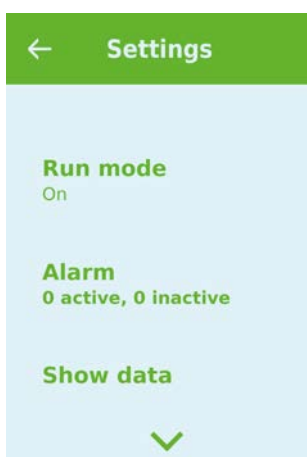 Settings
Run mode
On
Alarm
0 active, 0 inactive
Show data